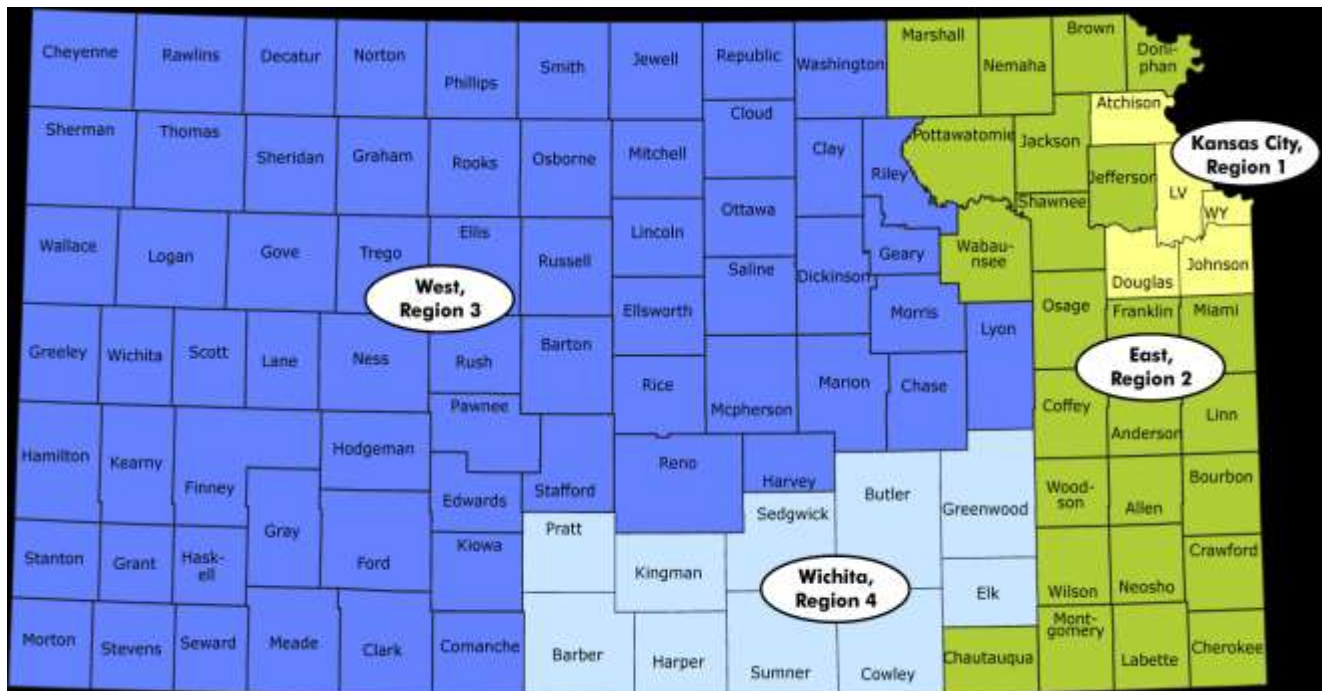 Cheyenne
Rawlins
Decatur
Norton
Phillips
Smith
Jewell
Republic
Washington
Marshall
Nemaha
Brown
Doni-
phan
Atchison
Sherman
Thomas
Sheridan
Graham
Rooks
Osborne
Mitchell
Cloud
Clay
Riley
Pottawatomie
Jackson
Jefferson
Kansas City,
Region 1
LV
WY
Shawnee
Wallace
Logan
Gove
Trego
Ellis
Russell
Lincoln
Ottawa
Saline
Dickinson
Geary
Wabaun-
see
Douglas
Johnson
West,
Region 3
Ellsworth
Morris
Lyon
Osage
Franklin
Miami
Greeley
Wichita
Scott
Lane
Ness
Rush
Barton
Rice
Mcpherson
Marion
Chase
East,
Region 2
Coffey
Anderson
Linn
Pawnee
Hamilton
Kearny
Finney
Hodgeman
Edwards
Stafford
Reno
Harvey
Sedgwick
Butler
Greenwood
Wood-
son
Allen
Bourbon
Gray
Pratt
Stanton
Grant
Hask-
ell
Ford
Kiowa
Kingman
Wichita,
Region 4
Elk
Wilson
Neosho
Crawford
Morton
Stevens
Seward
Meade
Clark
Comanche
Barber
Harper
Sumner
Cowley
Chautauqua
Mont-
gomery
Labette
Cherokee